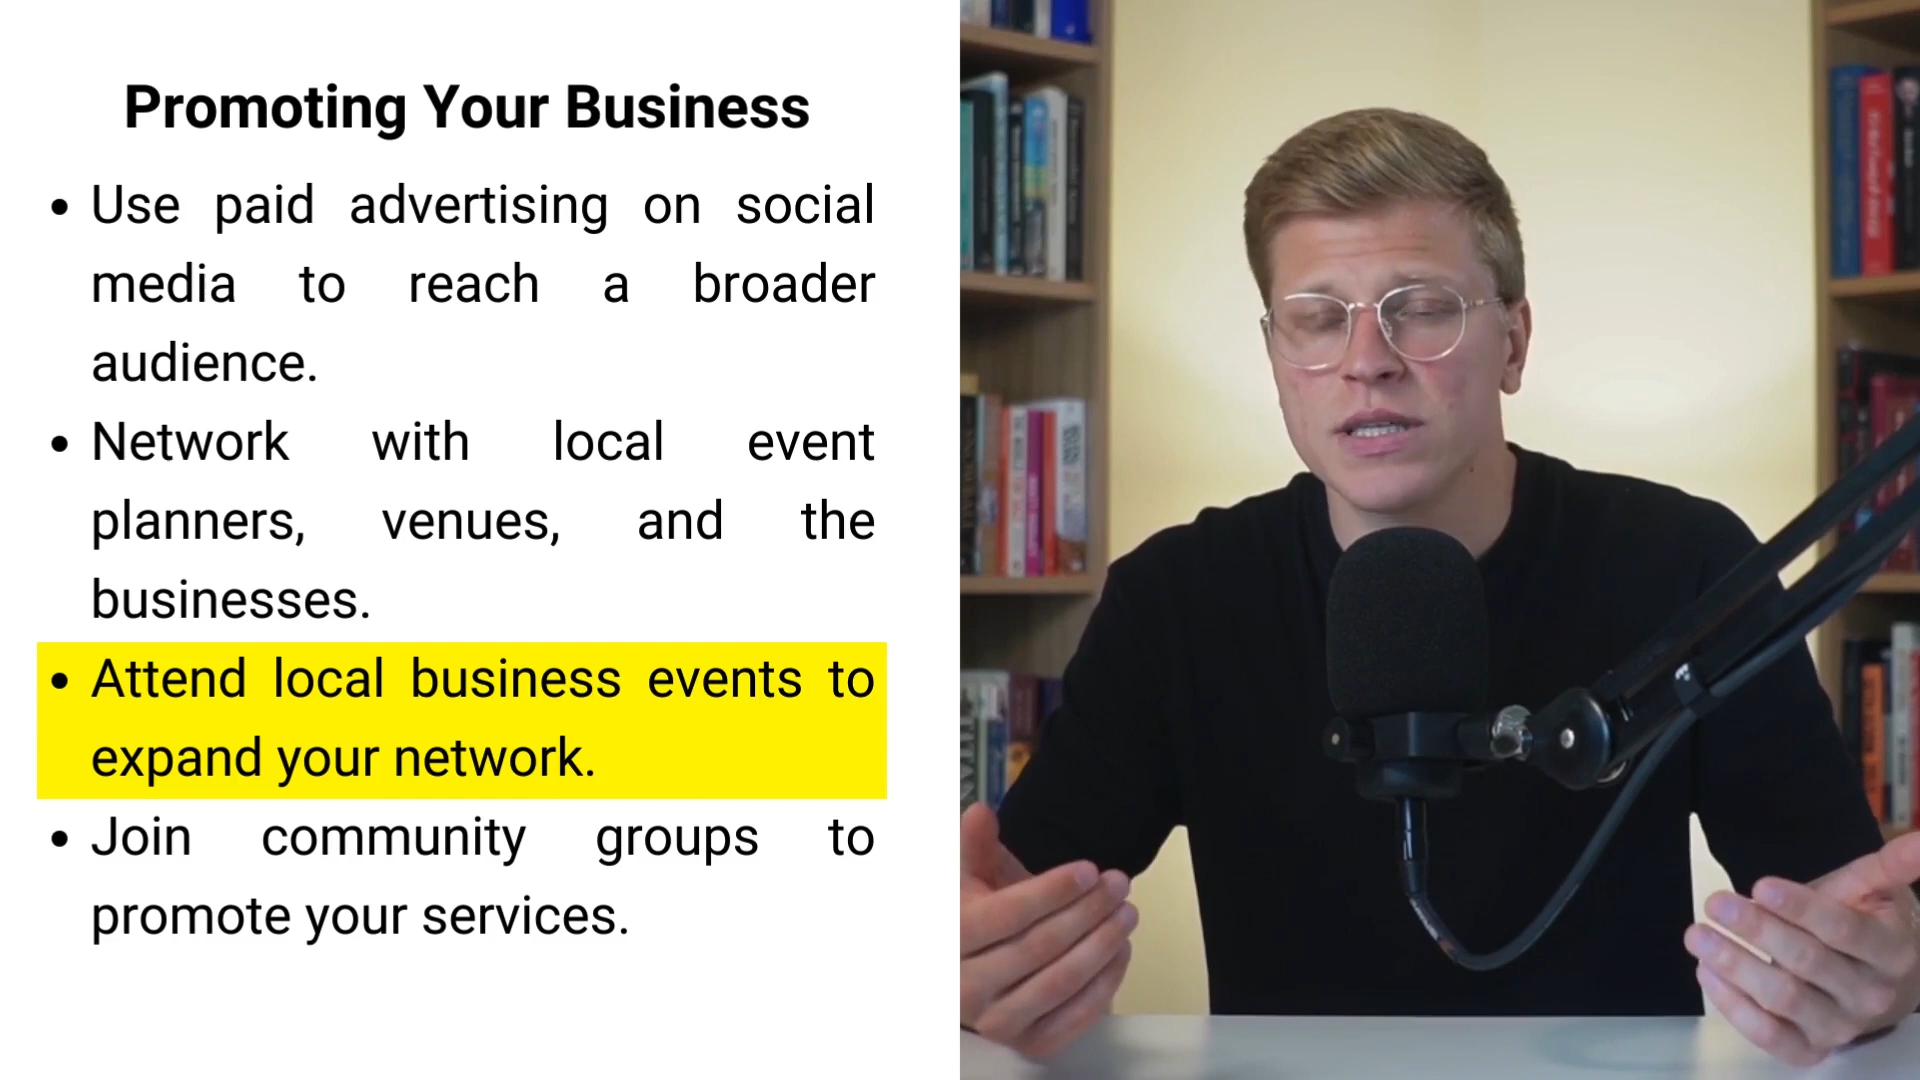 Promoting Your Business
• Use paid advertising on social
media to reach a broader
audience.
• Network with local event
planners, venues, and the
businesses.
• Attend local business events to
expand your network.
• Join community groups to
promote your services.